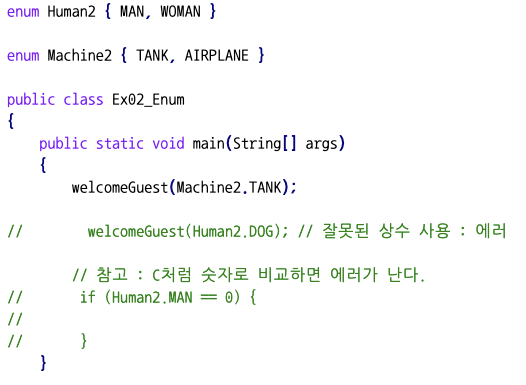 enum Human2 { MAN, WOMAN }
enum Machine2 { TANK, AIRPLANE }
public class Ex02_Enum
{
    public static void main(String[] args)
    {
        welcomeGuest(Machine2.TANK);
//        welcomeGuest(Human2.DOG); // 잘못된 상수 사용 : 에러
        // 참고 : C처럼 숫자로 비교하면 에러가 난다.
//        if (Human2.MAN == 0) {
//
//        }
    }